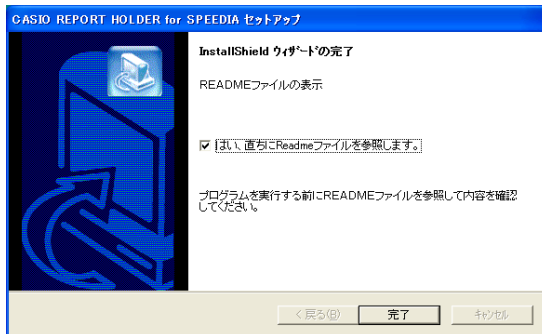 CASIO REPORT HOLDER for SPEEDIA セットアップ
InstallShield ウィザードの完了
READMEファイルの表示
はい、直ちにReadmeファイルを参照します。
プログラムを実行する前にREADMEファイルを参照して内容を確認
してください。
< 戻る(B)
完了
キャンセル